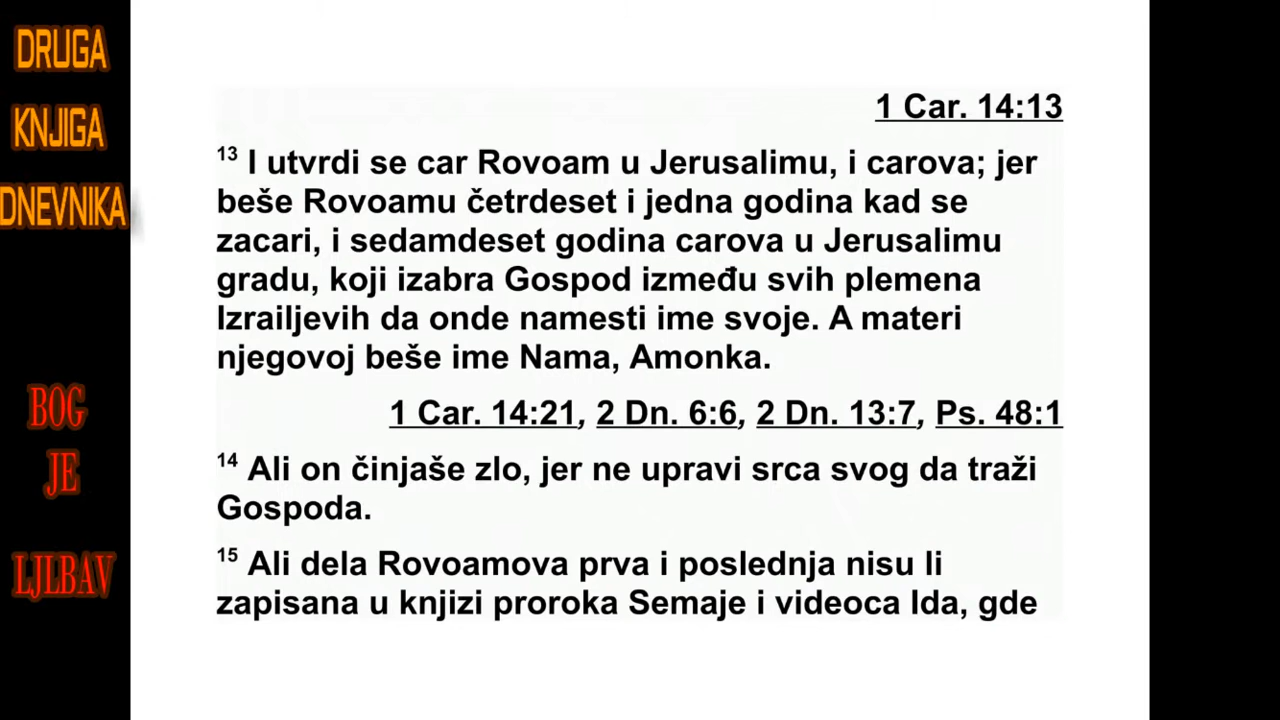 DRUGA
KNJIGA
DNEVNIKA
BOG
JE
LJLBAV
1 Car. 14:13
13 I utvrdi se car Rovoam u Jerusalimu, i carova; jer
beše Rovoamu četrdeset i jedna godina kad se
zacari, i sedamdeset godina carova u Jerusalimu
gradu, koji izabra Gospod između svih plemena
Izrailjevih da onde namesti ime svoje. A materi
njegovoj beše ime Nama, Amonka.
1 Car. 14:21, 2 Dn. 6:6, 2 Dn. 13:7, Ps. 48:1
14 Ali on činjaše zlo, jer ne upravi srca svog da traži
Gospoda.
15 Ali dela Rovoamova prva i poslednja nisu li
zapisana u knjizi proroka Semaje i videoca Ida, gde